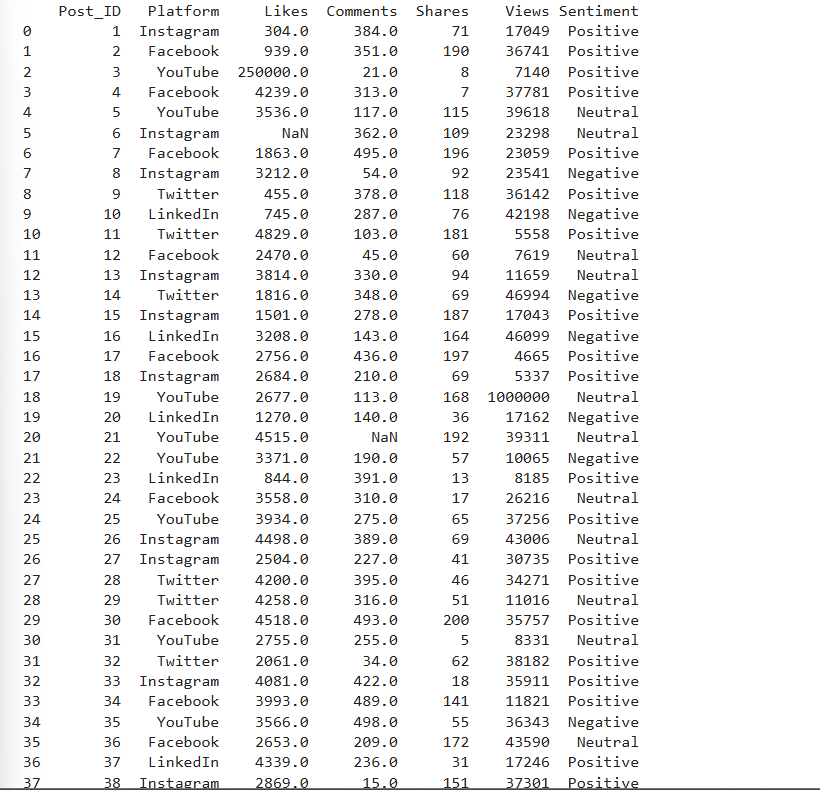 Post_ID Platform Likes Comments Shares Views Sentiment
0 1 Instagram 304.0 384.0 71 17049 Positive
1 2 Facebook 939.0 351.0 190 36741 Positive
2 3 YouTube 250000.0 21.0 8 7140 Positive
3 4 Facebook 4239.0 313.0 7 37781 Positive
4 5 YouTube 3536.0 117.0 115 39618 Neutral
5 6 Instagram NaN 362.0 109 23298 Neutral
6 7 Facebook 1863.0 495.0 196 23059 Positive
7 8 Instagram 3212.0 54.0 92 23541 Negative
8 9 Twitter 455.0 378.0 118 36142 Positive
9 10 LinkedIn 745.0 287.0 76 42198 Negative
10 11 Twitter 4829.0 103.0 181 5558 Positive
11 12 Facebook 2470.0 45.0 60 7619 Neutral
12 13 Instagram 3814.0 330.0 94 11659 Neutral
13 14 Twitter 1816.0 348.0 69 46994 Negative
14 15 Instagram 1501.0 278.0 187 17043 Positive
15 16 LinkedIn 3208.0 143.0 164 46099 Negative
16 17 Facebook 2756.0 436.0 197 4665 Positive
17 18 Instagram 2684.0 210.0 69 5337 Positive
18 19 YouTube 2677.0 113.0 168 1000000 Neutral
19 20 LinkedIn 1270.0 140.0 36 17162 Negative
20 21 YouTube 4515.0 NaN 192 39311 Neutral
21 22 YouTube 3371.0 190.0 57 10065 Negative
22 23 LinkedIn 844.0 391.0 13 8185 Positive
23 24 Facebook 3558.0 310.0 17 26216 Neutral
24 25 YouTube 3934.0 275.0 65 37256 Positive
25 26 Instagram 4498.0 389.0 69 43006 Neutral
26 27 Instagram 2504.0 227.0 41 30735 Positive
27 28 Twitter 4200.0 395.0 46 34271 Positive
28 29 Twitter 4258.0 316.0 51 11016 Neutral
29 30 Facebook 4518.0 493.0 200 35757 Positive
30 31 YouTube 2755.0 255.0 5 8331 Neutral
31 32 Twitter 2061.0 34.0 62 38182 Positive
32 33 Instagram 4081.0 422.0 18 35911 Positive
33 34 Facebook 3993.0 489.0 141 11821 Positive
34 35 YouTube 3566.0 498.0 55 36343 Negative
35 36 Facebook 2653.0 209.0 172 43590 Neutral
36 37 LinkedIn 4339.0 236.0 31 17246 Positive
37 38 Instagram 2869.0 15.0 151 37301 Positive